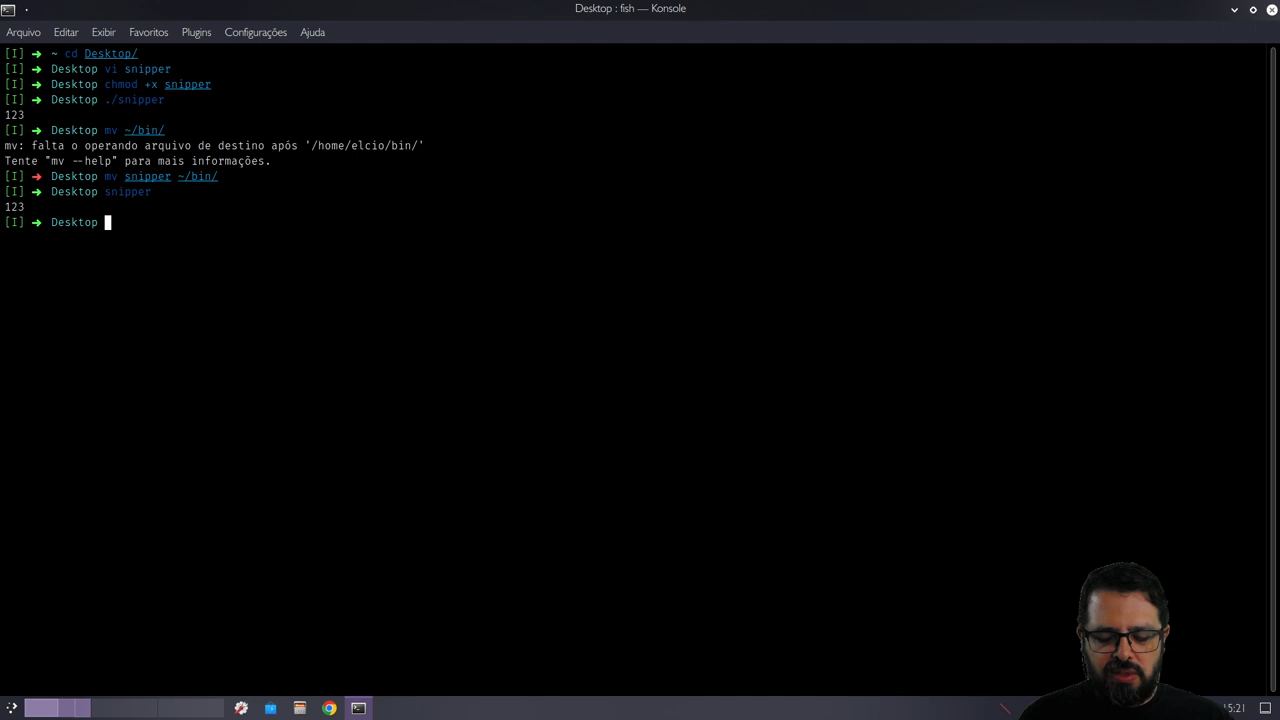 Desktop : fish — Konsole
Arquivo Editar Exibir Favoritos Plugins Configurações Ajuda
[I] ➜ ~ cd Desktop/
[I] ➜ Desktop vi snipper
[I] ➜ Desktop chmod +x snipper
[I] ➜ Desktop ./snipper
123
[I] ➜ Desktop mv ~/bin/
mv: falta o operando arquivo de destino após '/home/elcio/bin/'
Tente "mv --help" para mais informações.
[I] ➜ Desktop mv snipper ~/bin/
[I] ➜ Desktop snipper
123
[I] ➜ Desktop
15:21